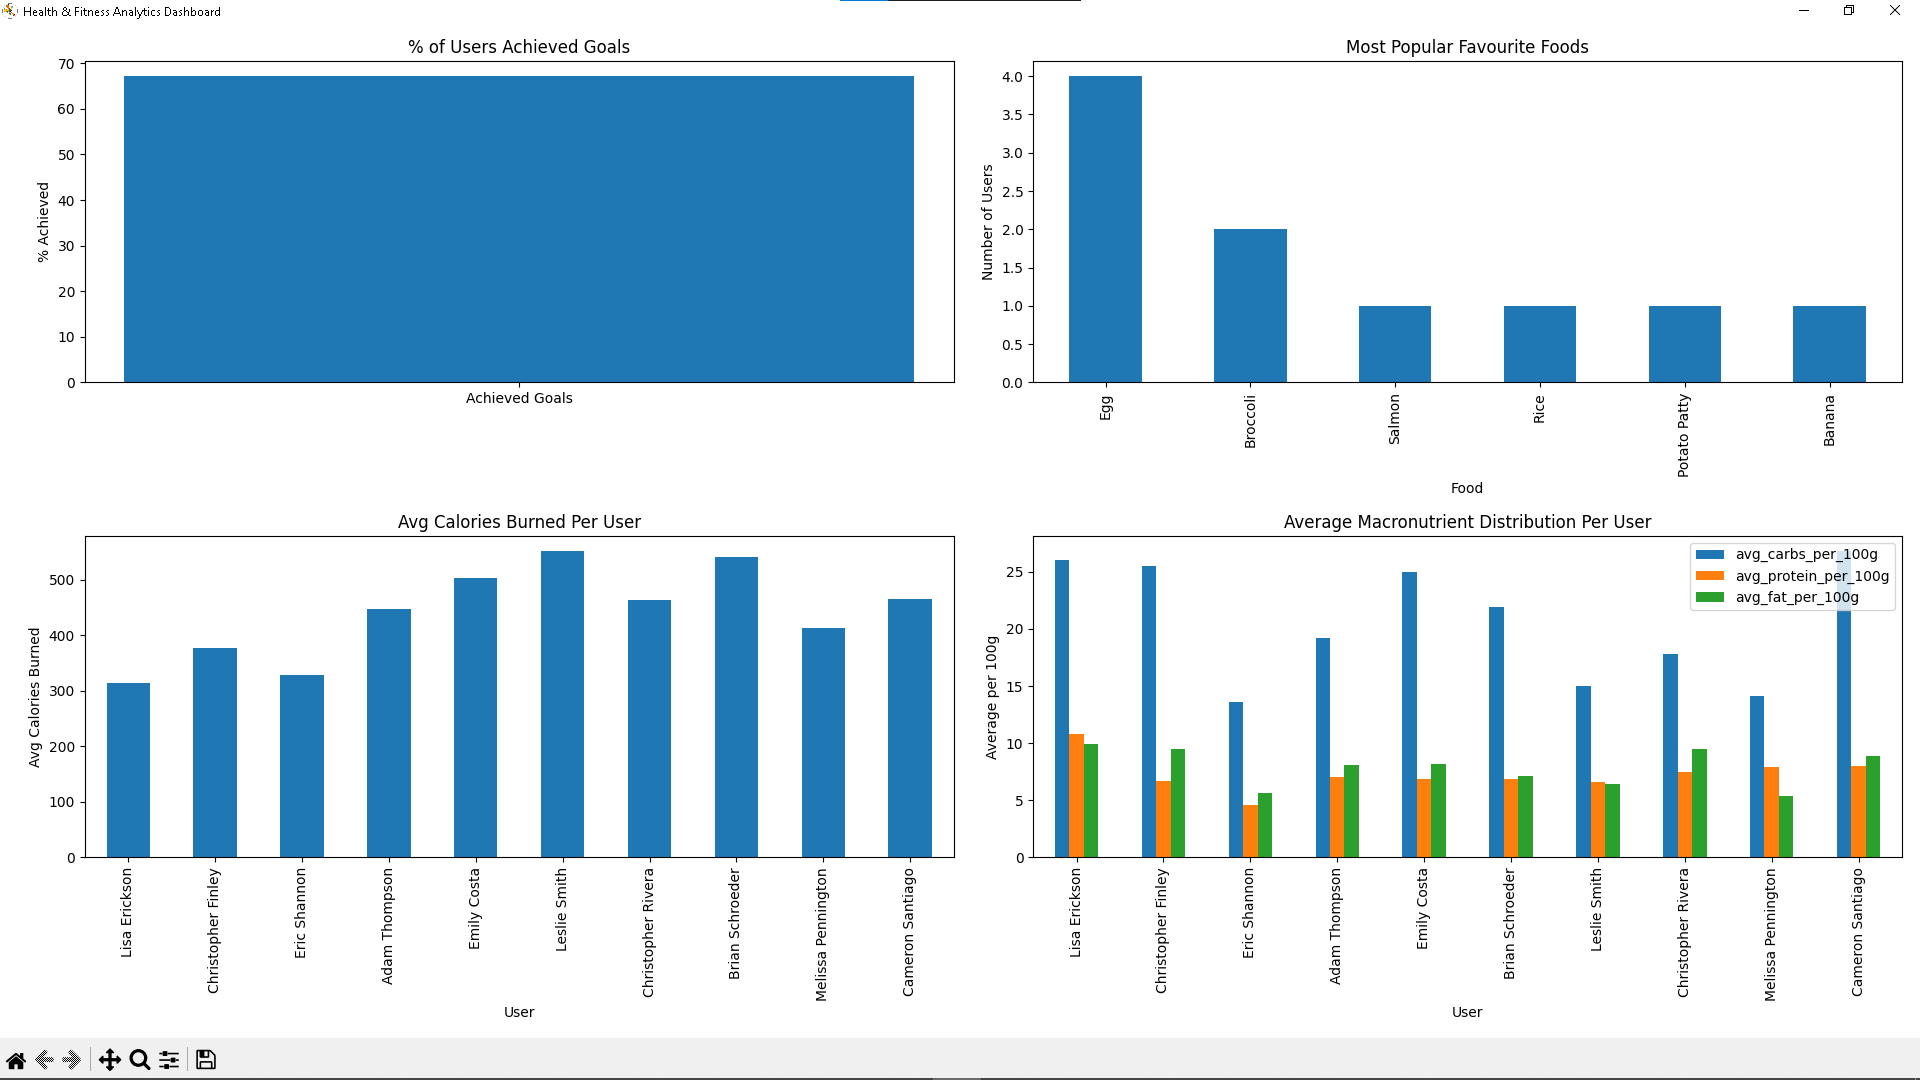 Health & Fitness Analytics Dashboard
% of Users Achieved Goals
70
60
50
40
30
20
10
0
% Achieved
Achieved Goals
Most Popular Favourite Foods
4.0
3.5
3.0
2.5
2.0
1.5
1.0
0.5
0.0
Number of Users
Egg
Broccoli
Salmon
Rice
Potato Patty
Banana
Food
Avg Calories Burned Per User
500
400
300
200
100
0
Avg Calories Burned
Lisa Erickson
Christopher Finley
Eric Shannon
Adam Thompson
Emily Costa
Leslie Smith
Christopher Rivera
Brian Schroeder
Melissa Pennington
Cameron Santiago
User
Average Macronutrient Distribution Per User
avg_carbs_per_100g
avg_protein_per_100g
avg_fat_per_100g
25
20
15
10
5
0
Average per 100g
Lisa Erickson
Christopher Finley
Eric Shannon
Adam Thompson
Emily Costa
Brian Schroeder
Leslie Smith
Christopher Rivera
Melissa Pennington
Cameron Santiago
User